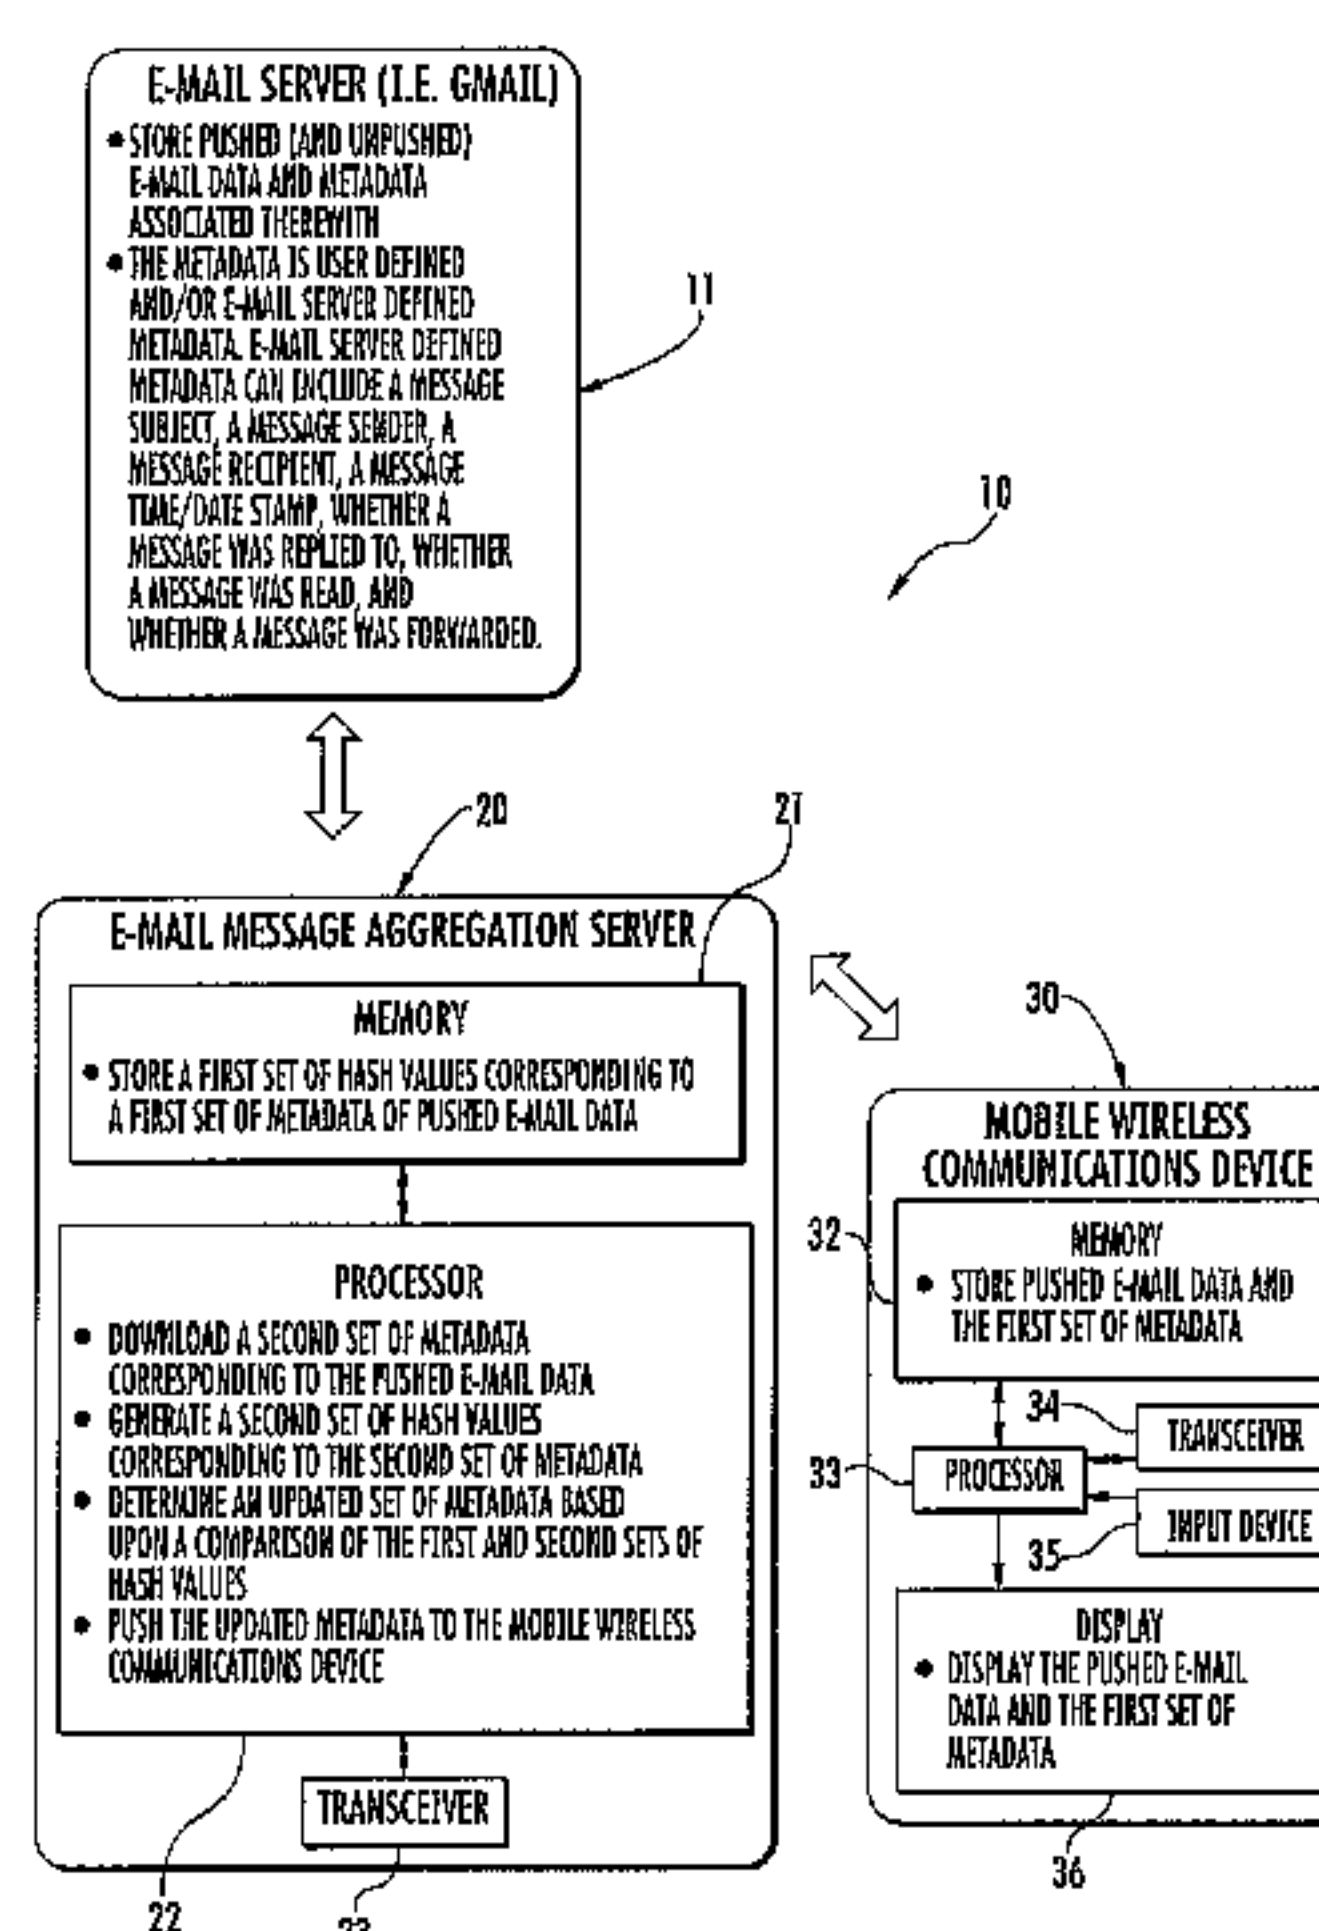 E-MAIL SERVER (I.E. GMAIL)
● STORE PUSHED (AND UNPUSHED)
E-MAIL DATA AND METADATA
ASSOCIATED THEREWITH
● THE METADATA IS USER DEFINED
AND/OR E-MAIL SERVER DEFINED
METADATA. E-MAIL SERVER DEFINED
METADATA CAN INCLUDE A MESSAGE
SUBJECT, A MESSAGE SENDER, A
MESSAGE RECIPIENT, A MESSAGE
TIME/DATE STAMP, WHETHER A
MESSAGE WAS REPLIED TO, WHETHER
A MESSAGE WAS READ, AND
WHETHER A MESSAGE WAS FORWARDED.
11
10
20
21
E-MAIL MESSAGE AGGREGATION SERVER
MEMORY
● STORE A FIRST SET OF HASH VALUES CORRESPONDING TO
A FIRST SET OF METADATA OF PUSHED E-MAIL DATA
PROCESSOR
● DOWNLOAD A SECOND SET OF METADATA
CORRESPONDING TO THE PUSHED E-MAIL DATA
● GENERATE A SECOND SET OF HASH VALUES
CORRESPONDING TO THE SECOND SET OF METADATA
● DETERMINE AN UPDATED SET OF METADATA BASED
UPON A COMPARISON OF THE FIRST AND SECOND SETS OF
HASH VALUES
● PUSH THE UPDATED METADATA TO THE MOBILE WIRELESS
COMMUNICATIONS DEVICE
TRANSCEIVER
22
30
MOBILE WIRELESS
COMMUNICATIONS DEVICE
32
MEMORY
● STORE PUSHED E-MAIL DATA AND
THE FIRST SET OF METADATA
34
TRANSCEIVER
33
PROCESSOR
INPUT DEVICE
35
DISPLAY
● DISPLAY THE PUSHED E-MAIL
DATA AND THE FIRST SET OF
METADATA
36